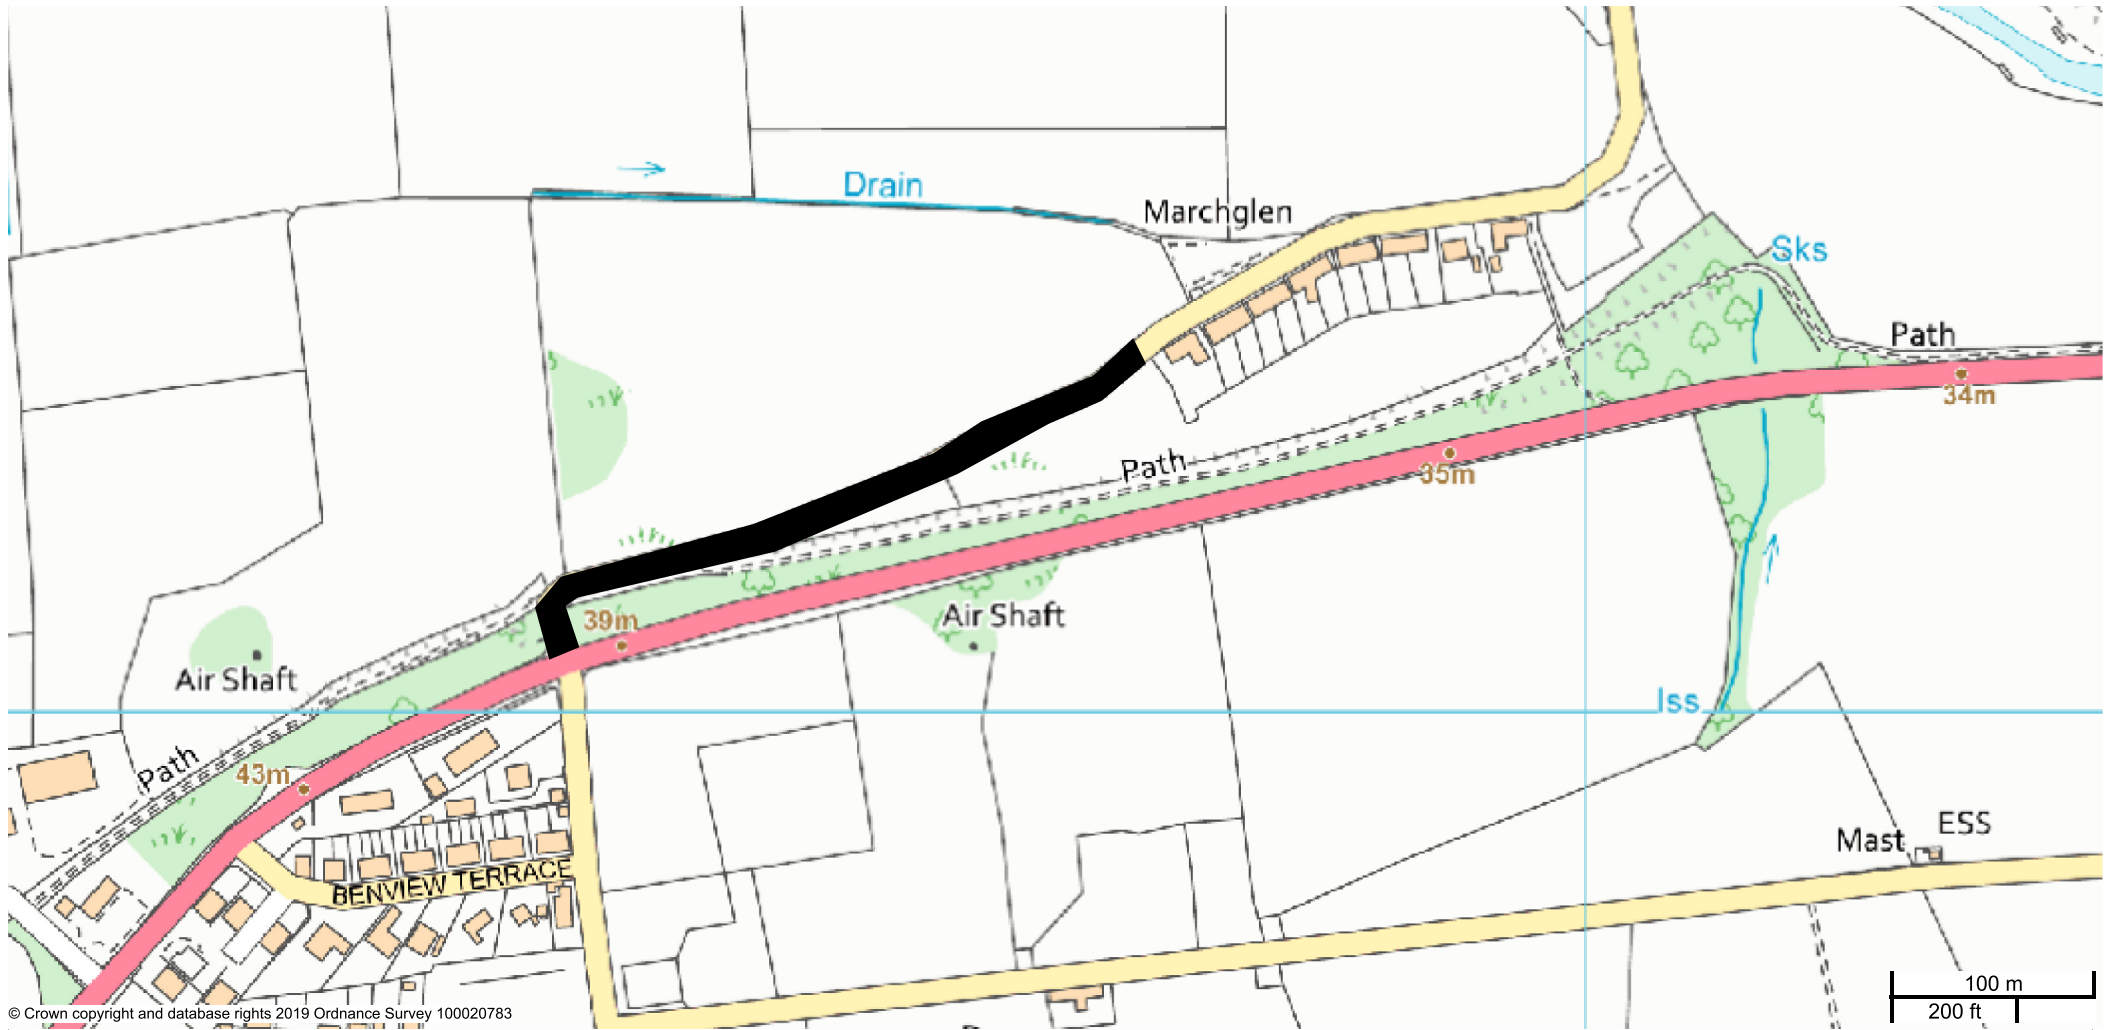 Drain
Marchglen
Sks
Path
34m
Path
35m
39m
Air Shaft
Air Shaft
Iss
Path
43m
Mast
ESS
BENVIEW TERRACE
100 m
200 ft
© Crown copyright and database rights 2019 Ordnance Survey 100020783